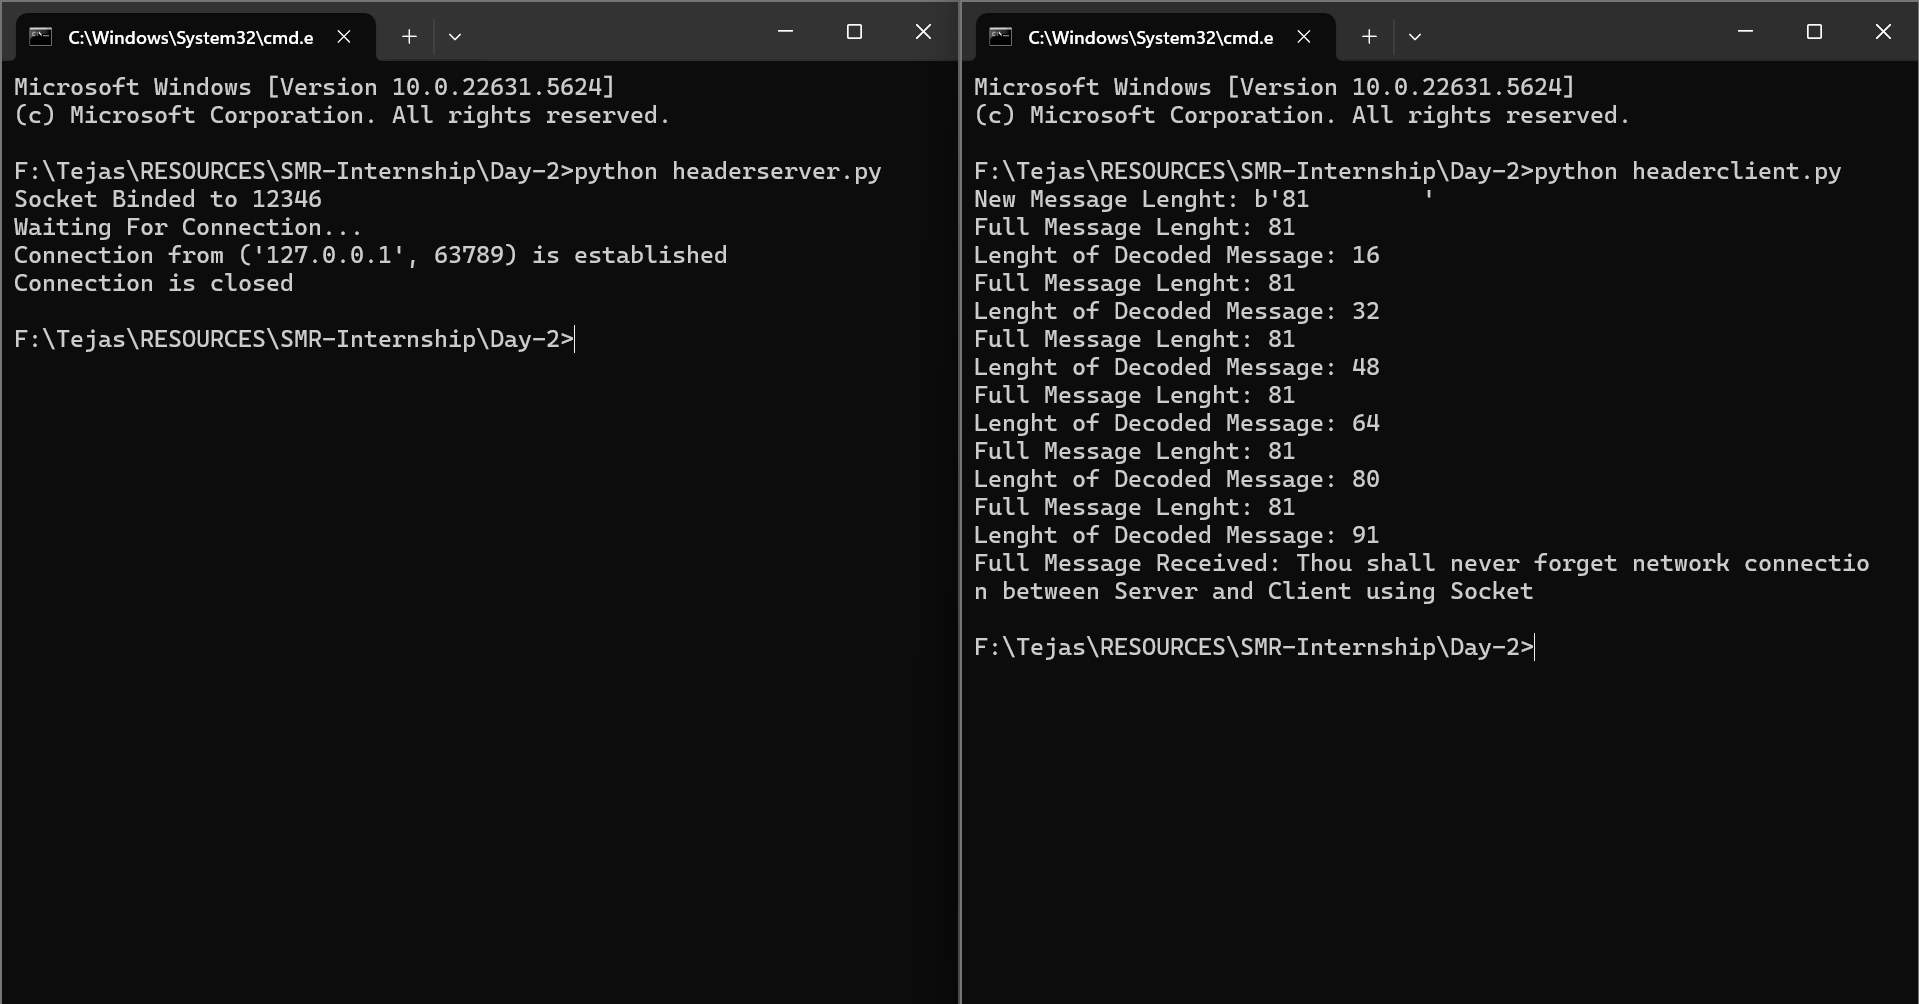 C:\Windows\System32\cmd.e
Microsoft Windows [Version 10.0.22631.5624]
(c) Microsoft Corporation. All rights reserved.
F:\Tejas\RESOURCES\SMR-Internship\Day-2>python headerserver.py
Socket Binded to 12346
Waiting For Connection...
Connection from ('127.0.0.1', 63789) is established
Connection is closed
F:\Tejas\RESOURCES\SMR-Internship\Day-2>
C:\Windows\System32\cmd.e
Microsoft Windows [Version 10.0.22631.5624]
(c) Microsoft Corporation. All rights reserved.
F:\Tejas\RESOURCES\SMR-Internship\Day-2>python headerclient.py
New Message Lenght: b'81        '
Full Message Lenght: 81
Lenght of Decoded Message: 16
Full Message Lenght: 81
Lenght of Decoded Message: 32
Full Message Lenght: 81
Lenght of Decoded Message: 48
Full Message Lenght: 81
Lenght of Decoded Message: 64
Full Message Lenght: 81
Lenght of Decoded Message: 80
Full Message Lenght: 81
Lenght of Decoded Message: 91
Full Message Received: Thou shall never forget network connectio
n between Server and Client using Socket
F:\Tejas\RESOURCES\SMR-Internship\Day-2>